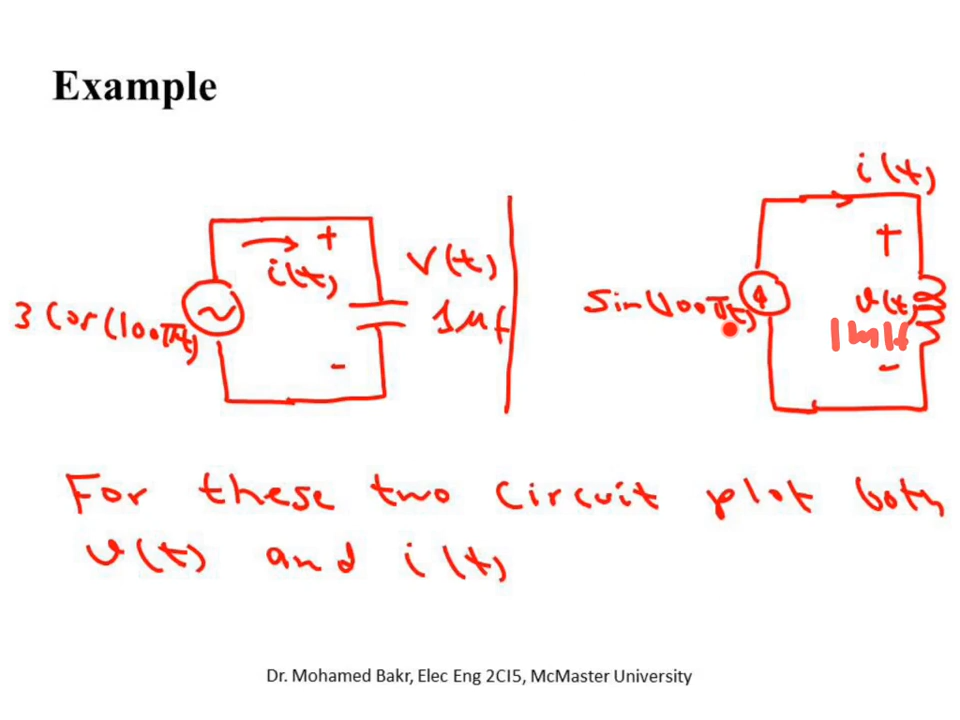 Example
i(t)
+
i(t)
V(t)
+
3 Cos(100πt)
1μf
Sin(100πt)
v(t)
1mH
-
-
For these two circuit plot both
v(t) and i(t)
Dr. Mohamed Bakr, Elec Eng 2CI5, McMaster University